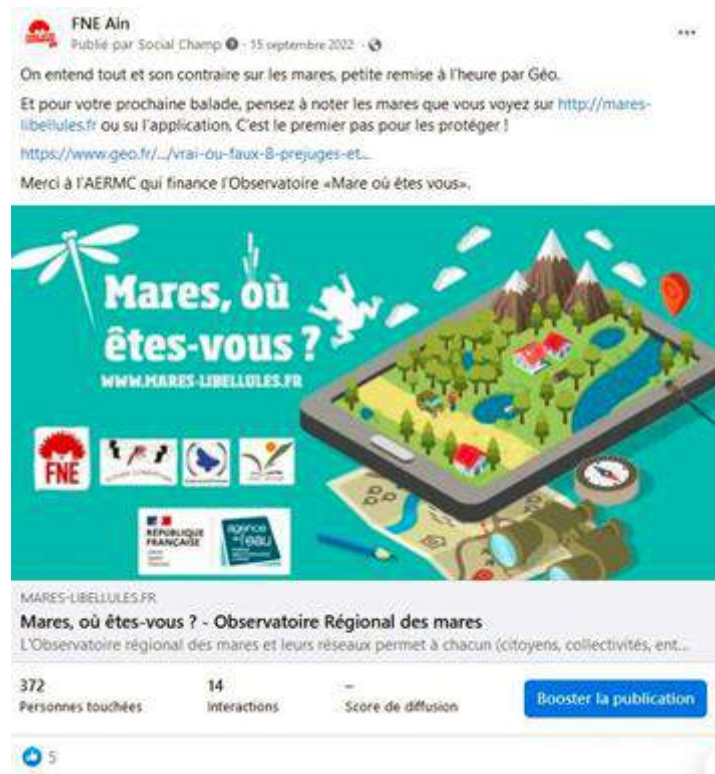 FNE Ain
Publié par Social Champ · 15 septembre 2022 ·
On entend tout et son contraire sur les mares, petite remise à l'heure par Géo.
Et pour votre prochaine balade, pensez à noter les mares que vous voyez sur http://mares-
libellules.fr ou su l'application. C'est le premier pas pour les protéger !
https://www.geo.fr/.../vrai-ou-faux-8-prejuges-et...
Merci à l'AERMC qui finance l'Observatoire «Mare où êtes vous».
Mares, où
êtes-vous ?
WWW.MARES-LIBELLULES.FR
FNE
RÉPUBLIQUE
FRANÇAISE
agence
de l'eau
MARES-LIBELLULES.FR
Mares, où êtes-vous ? - Observatoire Régional des mares
L'Observatoire régional des mares et leurs réseaux permet à chacun (citoyens, collectivités, ent...
372
Personnes touchées
14
Interactions
–
Score de diffusion
Booster la publication
5